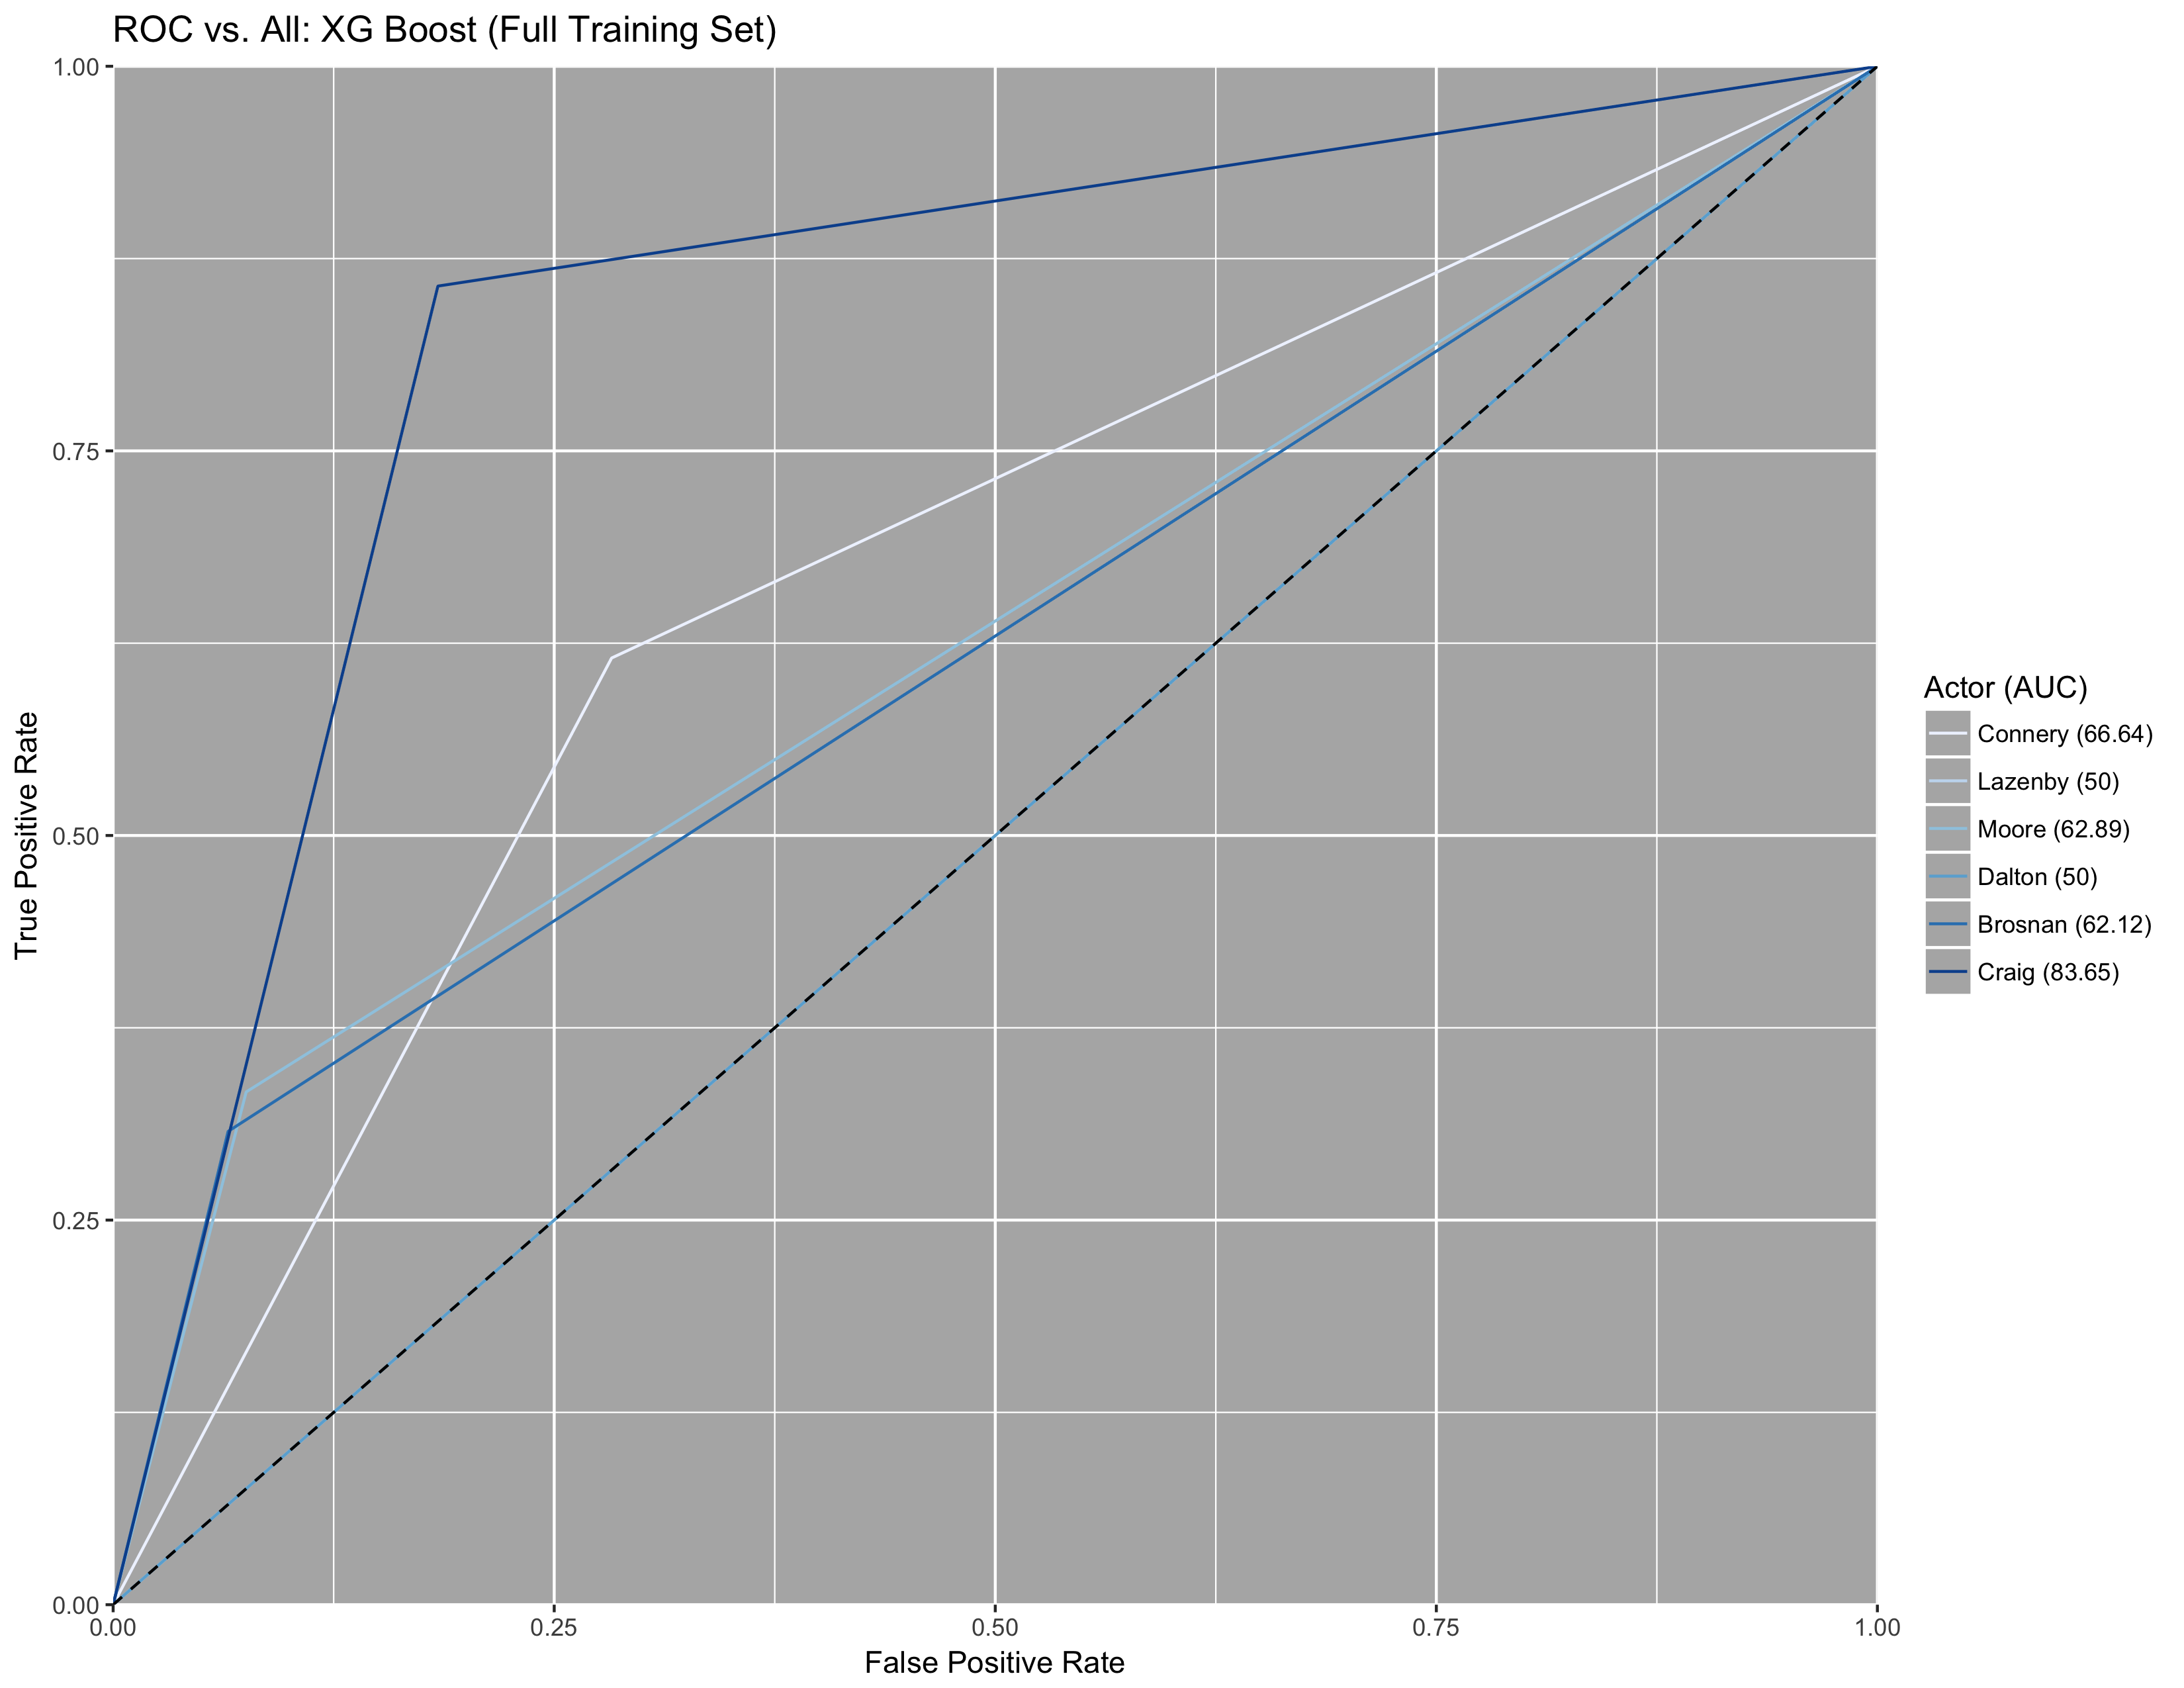 ROC vs. All: XG Boost (Full Training Set)
1.00
0.75
0.50
0.25
0.00
True Positive Rate
0.00 0.25 0.50 0.75 1.00
False Positive Rate
Actor (AUC)
Connery (66.64)
Lazenby (50)
Moore (62.89)
Dalton (50)
Brosnan (62.12)
Craig (83.65)